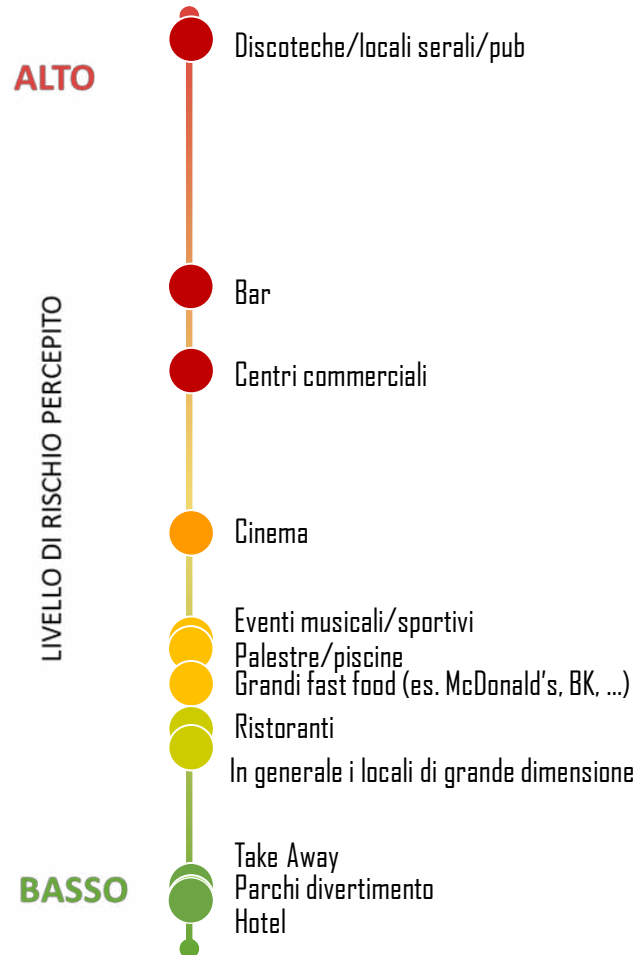 Discoteche/locali serali/pub
ALTO
Bar
LIVELLO DI RISCHIO PERCEPITO
Centri commerciali
Cinema
Eventi musicali/sportivi
Palestre/piscine
Grandi fast food (es. McDonald's, BK, ...)
Ristoranti
In generale i locali di grande dimensione
Take Away
BASSO
Parchi divertimento
Hotel